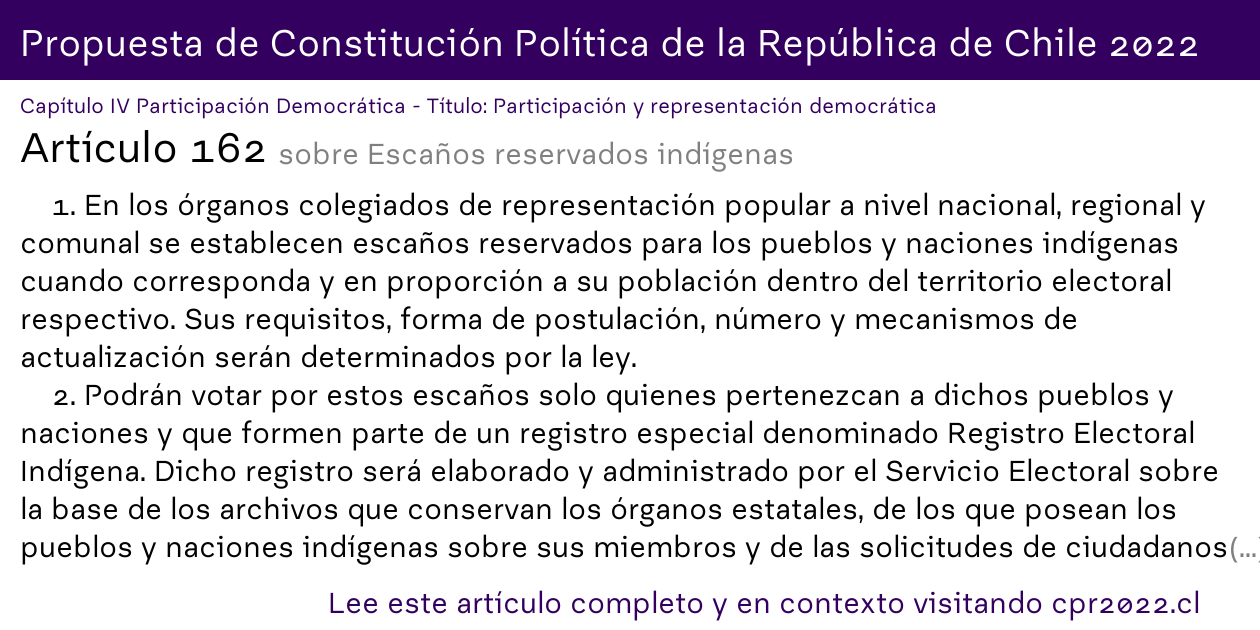 Propuesta de Constitución Política de la República de Chile 2022
Capítulo IV Participación Democrática - Título: Participación y representación democrática
Artículo 162 sobre Escaños reservados indígenas
1. En los órganos colegiados de representación popular a nivel nacional, regional y
comunal se establecen escaños reservados para los pueblos y naciones indígenas
cuando corresponda y en proporción a su población dentro del territorio electoral
respectivo. Sus requisitos, forma de postulación, número y mecanismos de
actualización serán determinados por la ley.
2. Podrán votar por estos escaños solo quienes pertenezcan a dichos pueblos y
naciones y que formen parte de un registro especial denominado Registro Electoral
Indígena. Dicho registro será elaborado y administrado por el Servicio Electoral sobre
la base de los archivos que conservan los órganos estatales, de los que posean los
pueblos y naciones indígenas sobre sus miembros y de las solicitudes de ciudadanos(...)
Lee este artículo completo y en contexto visitando cpr2022.cl